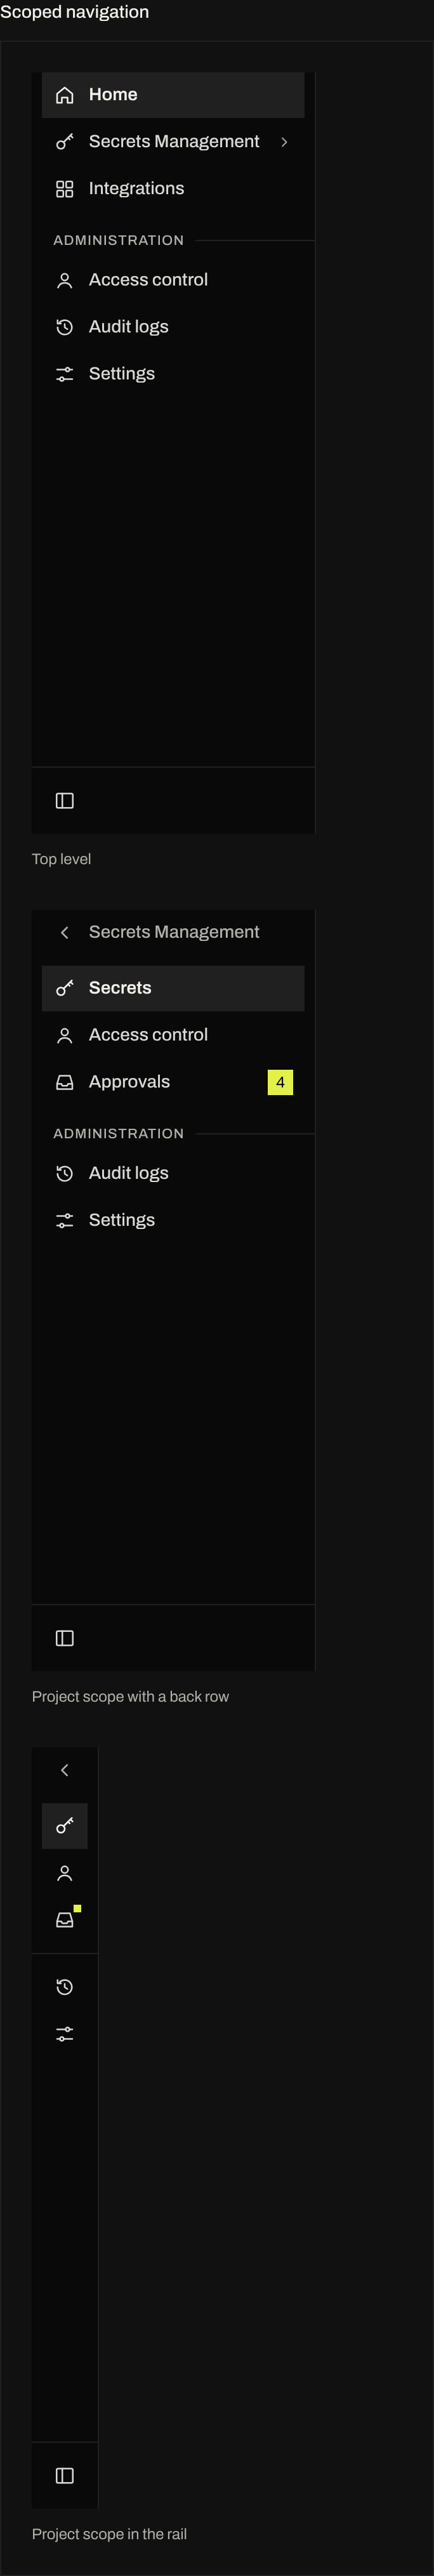 Scoped navigation
Home
Secrets Management
Integrations
ADMINISTRATION
Access control
Audit logs
Settings
Top level
Secrets Management
Secrets
Access control
Approvals 4
ADMINISTRATION
Audit logs
Settings
Project scope with a back row
Project scope in the rail